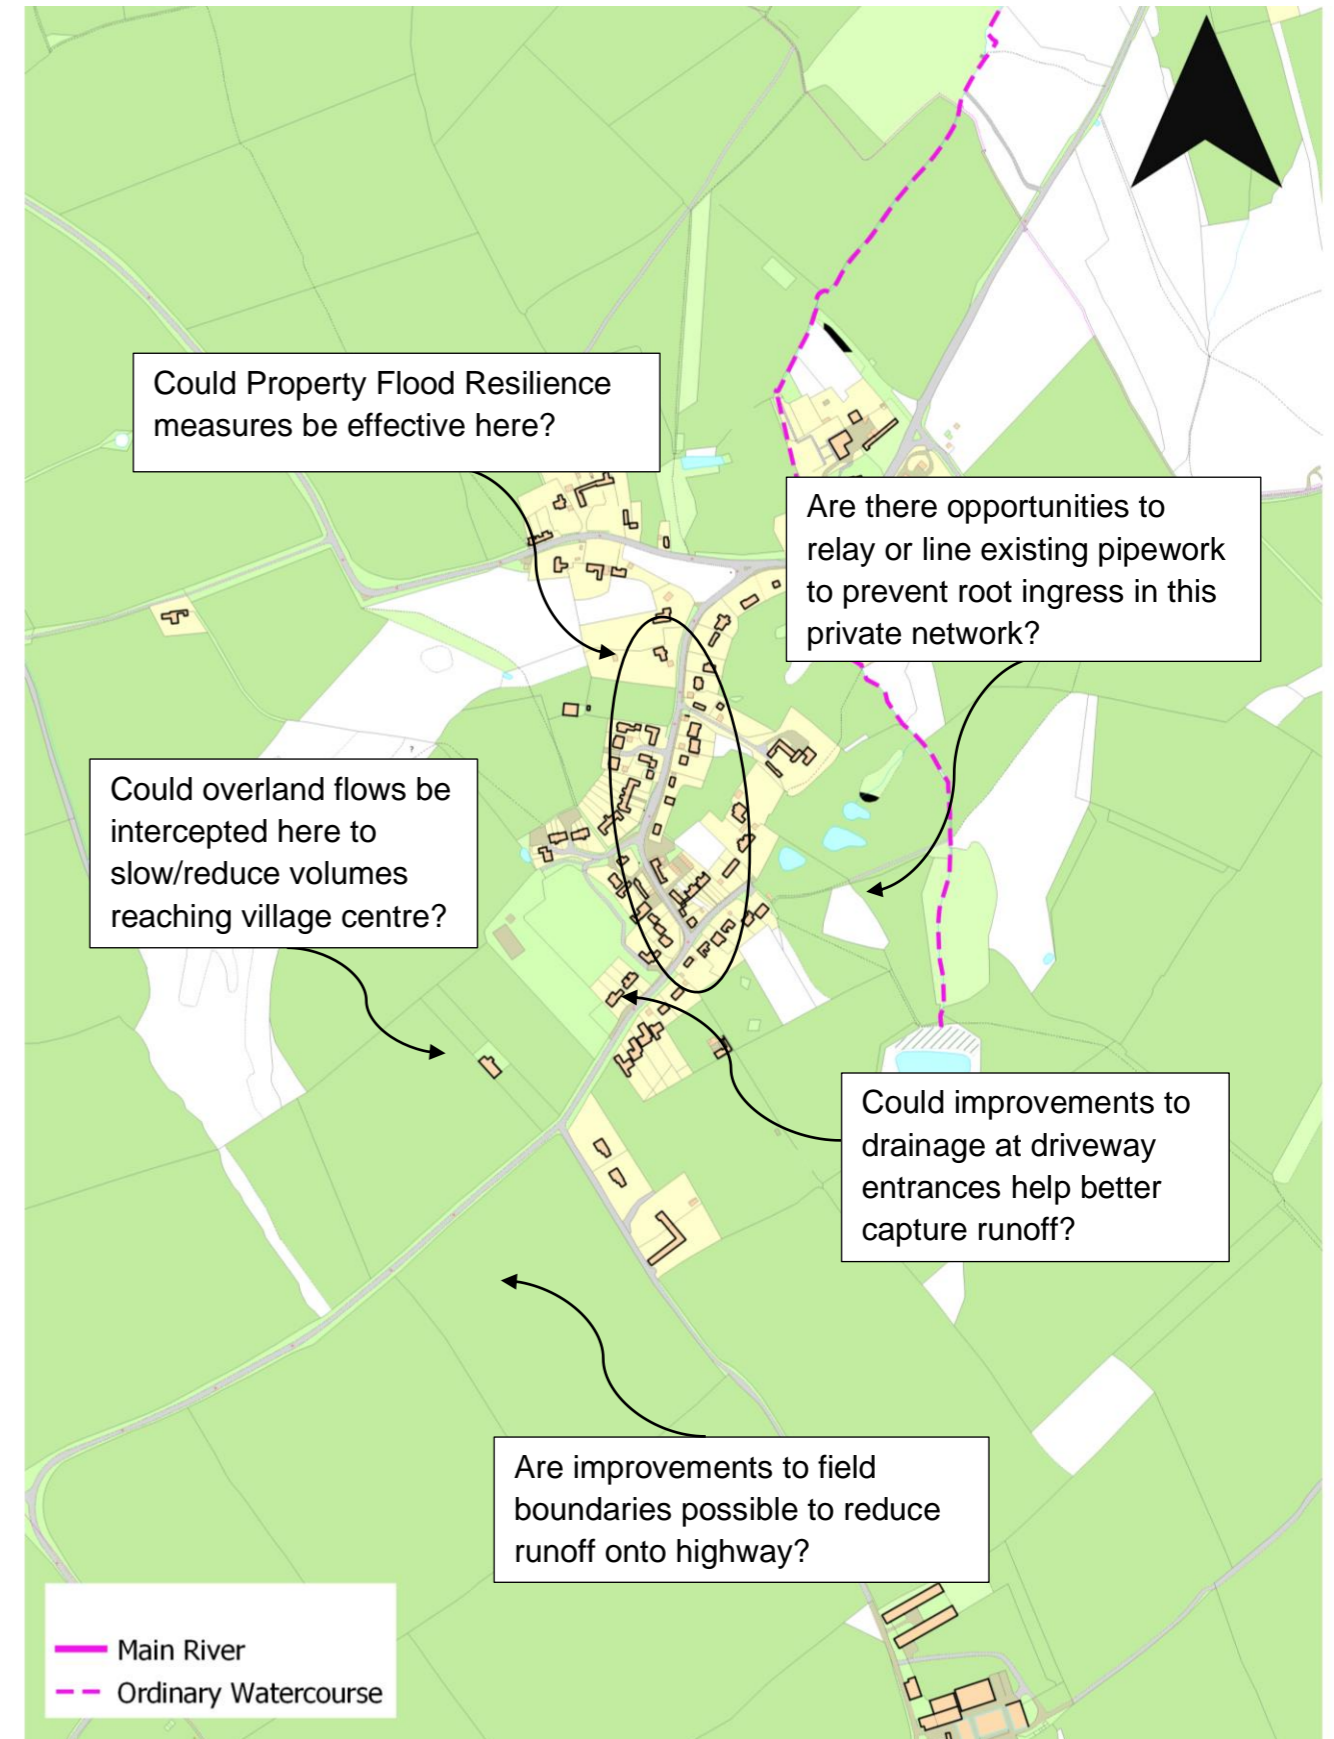 Could Property Flood Resilience
measures be effective here?
Are there opportunities to
relay or line existing pipework
to prevent root ingress in this
private network?
Could overland flows be
intercepted here to
slow/reduce volumes
reaching village centre?
Could improvements to
drainage at driveway
entrances help better
capture runoff?
Are improvements to field
boundaries possible to reduce
runoff onto highway?
Main River
Ordinary Watercourse